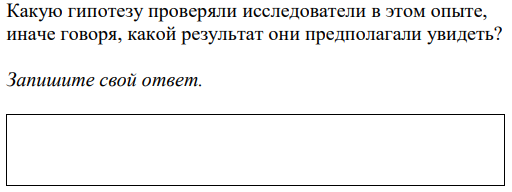 Какую гипотезу проверяли исследователи в этом опыте,
иначе говоря, какой результат они предполагали увидеть?
Запишите свой ответ.